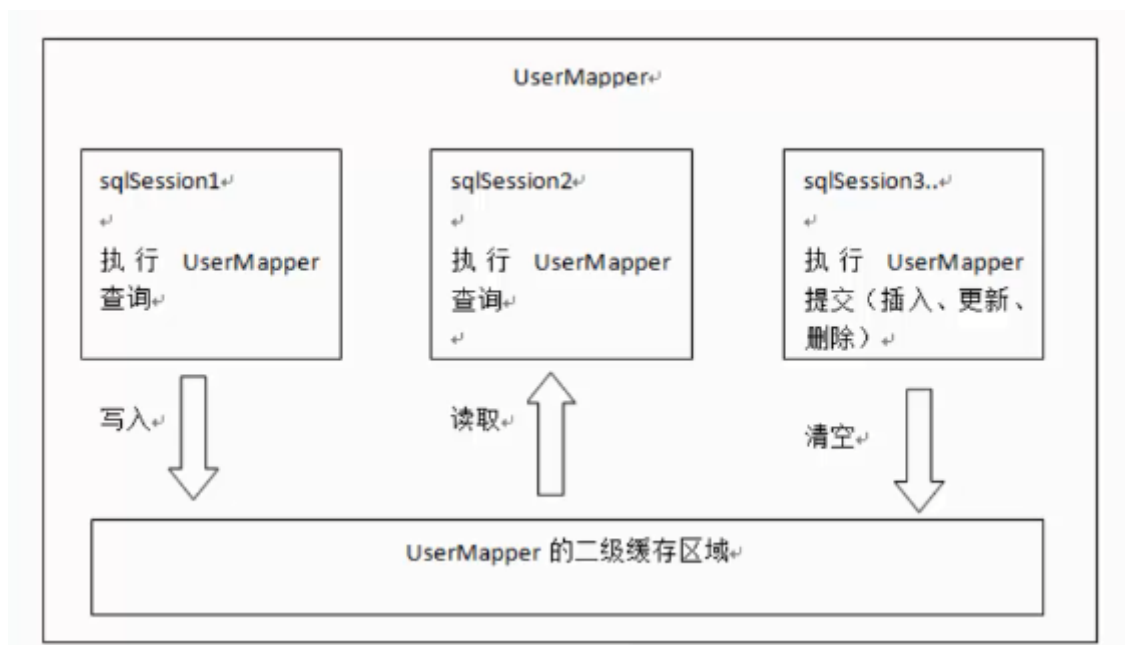 UserMapper↵
sqlSession1↵
↵
执行 UserMapper
查询↵
sqlSession2↵
↵
执行 UserMapper
查询↵
↵
sqlSession3..↵
↵
执行 UserMapper
提交（插入、更新、
删除）↵
写入↵
读取↵
清空↵
UserMapper 的二级缓存区域↵